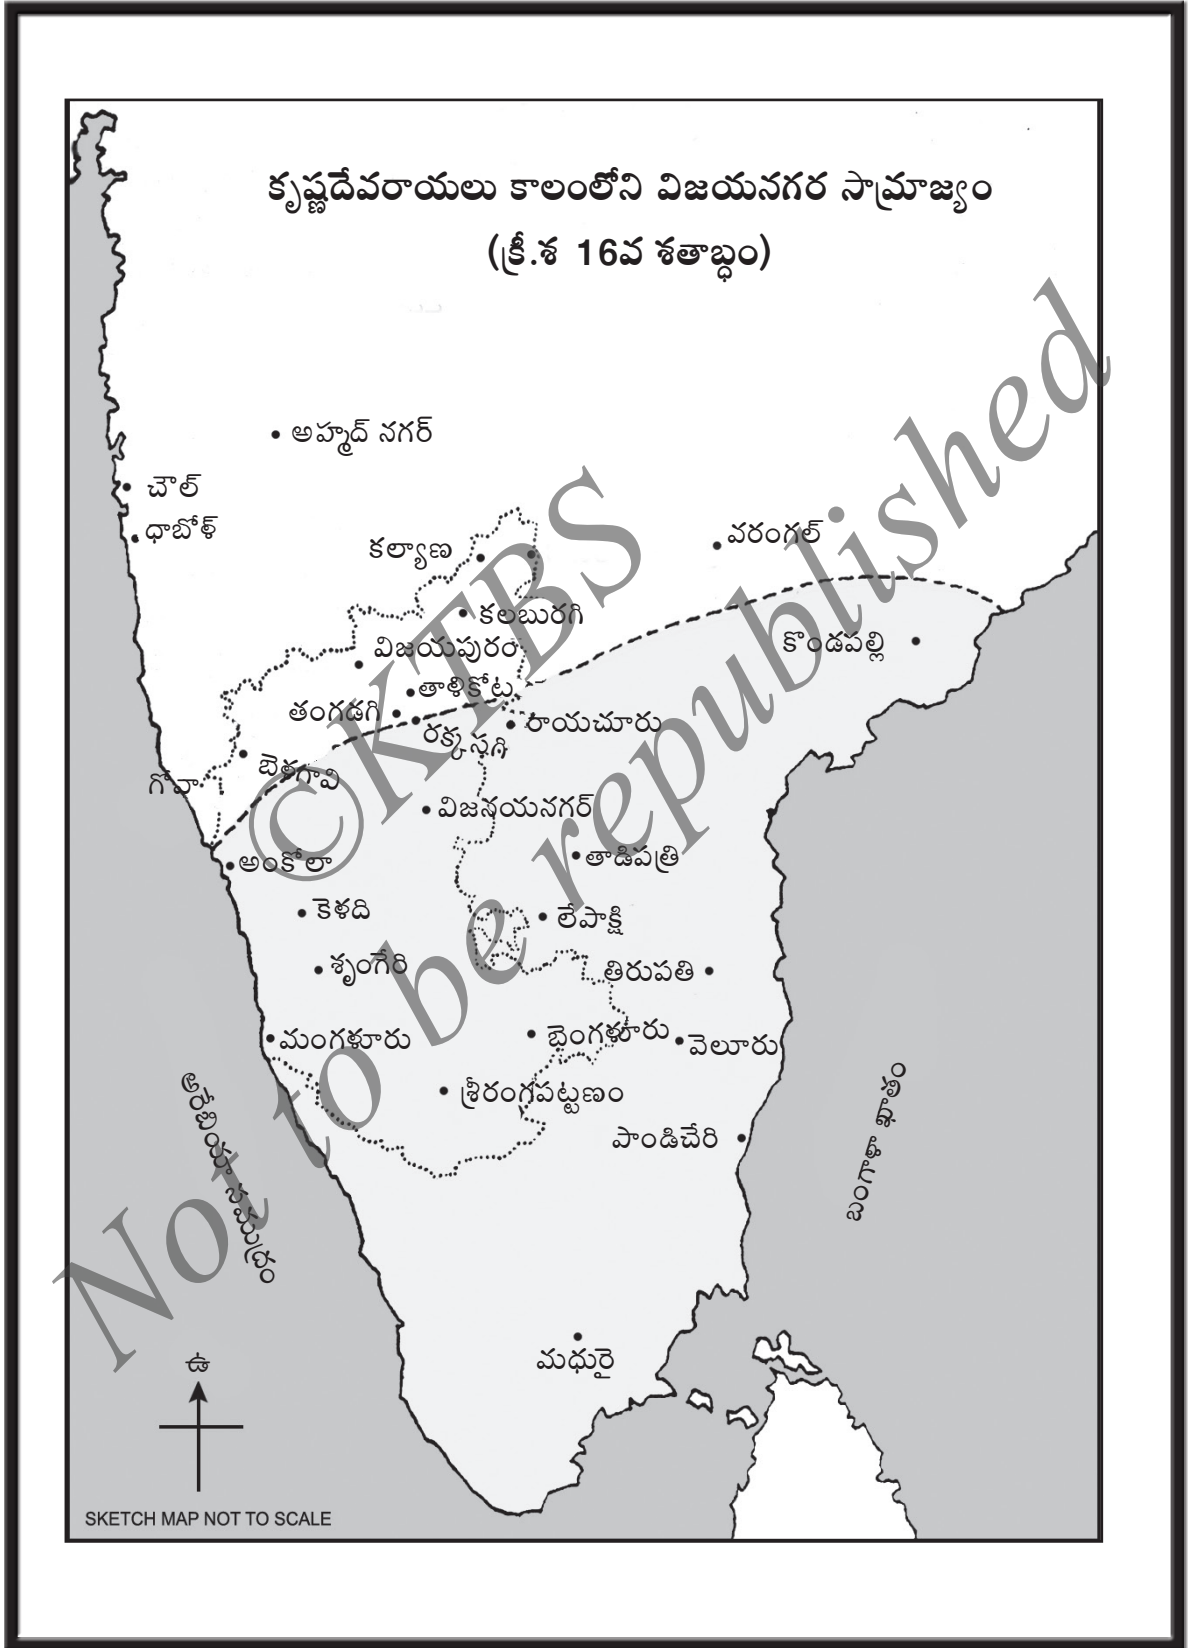 కృష్ణదేవరాయలు కాలంలోని విజయనగర సామ్రాజ్యం
(క్రీ.శ 16వ శతాబ్ధం)
అహ్మద్ నగర్
చౌల్
ధాబోళ్
కల్యాణ
వరంగల్
కలబురగి
విజయపురం
కొండపల్లి
తాళికోట
తంగడగి
రక్కసగి
రాయచూరు
బెళగావి
గోవా
విజనయనగర్
అంకోలా
తాడిపత్రి
కెళది
లేపాక్షి
శృంగేరి
తిరుపతి
మంగళూరు
బెంగళూరు
వెలూరు
శ్రీరంగపట్టణం
పాండిచేరి
అరేబియా సముద్రం
బంగాళా ఖాతం
మధురై
ఉ
SKETCH MAP NOT TO SCALE
©KTBS
Not to be republished